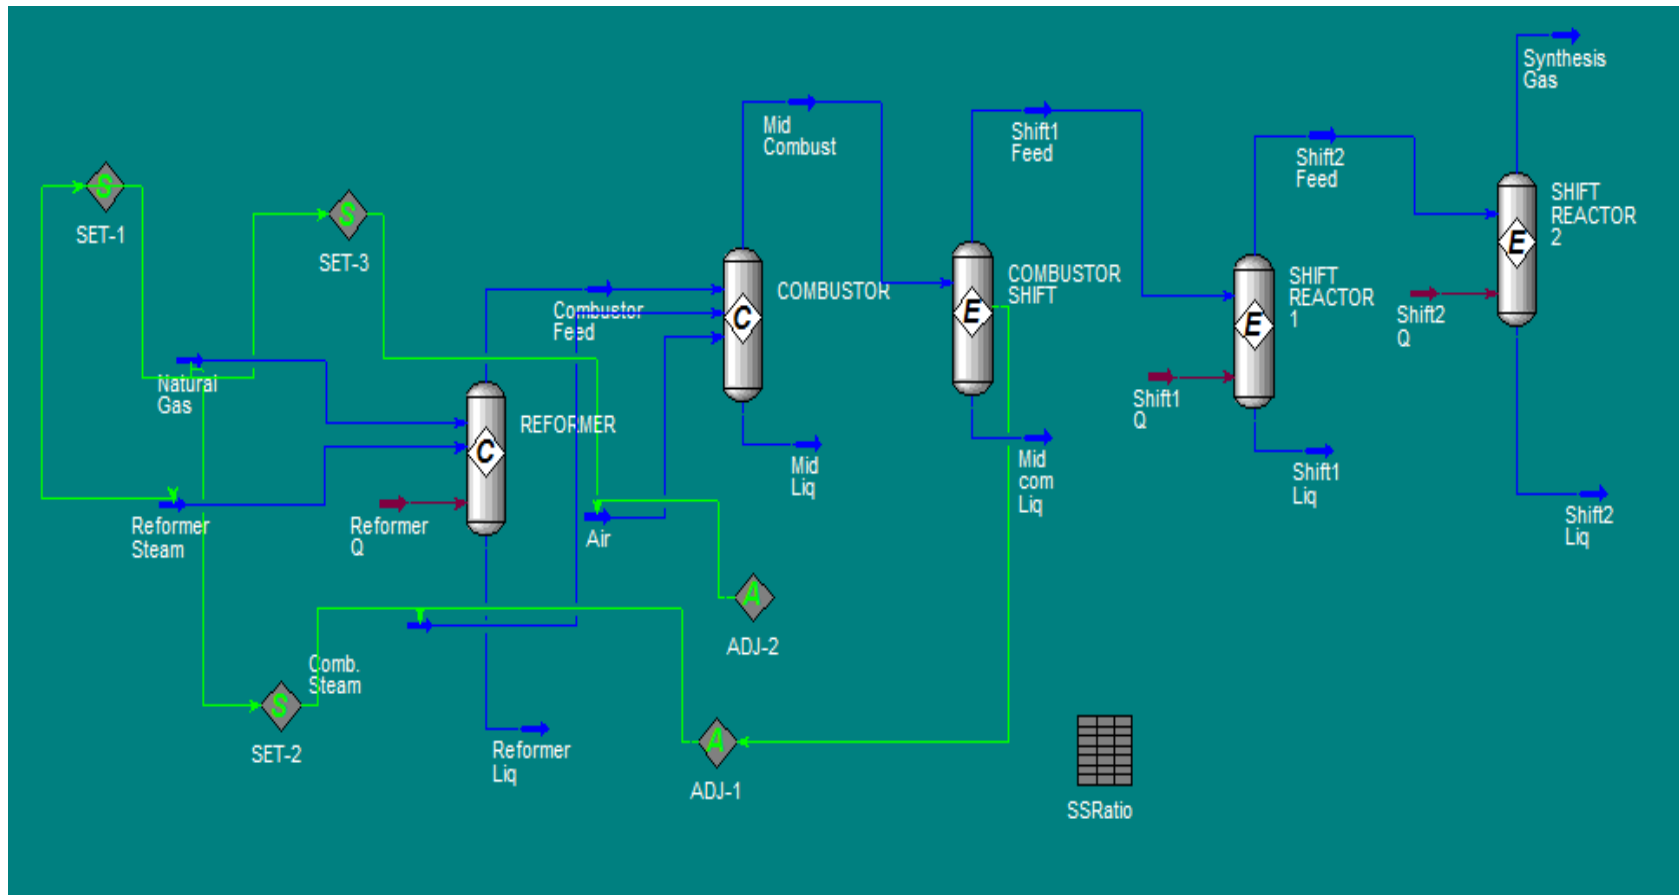 Synthesis
Gas
Mid
Combust
Shift1
Feed
Shift2
Feed
S
SET-1
S
SET-3
SHIFT
REACTOR
2
E
COMBUSTOR
C
COMBUSTOR
SHIFT
E
SHIFT
REACTOR
1
E
Combustor
Feed
Shift2
Q
Natural
Gas
REFORMER
C
Shift1
Q
Mid
Liq
Mid
com
Liq
Shift1
Liq
Reformer
Steam
Reformer
Q
Air
Shift2
Liq
A
ADJ-2
Comb.
Steam
S
SET-2
Reformer
Liq
A
ADJ-1
SSRatio